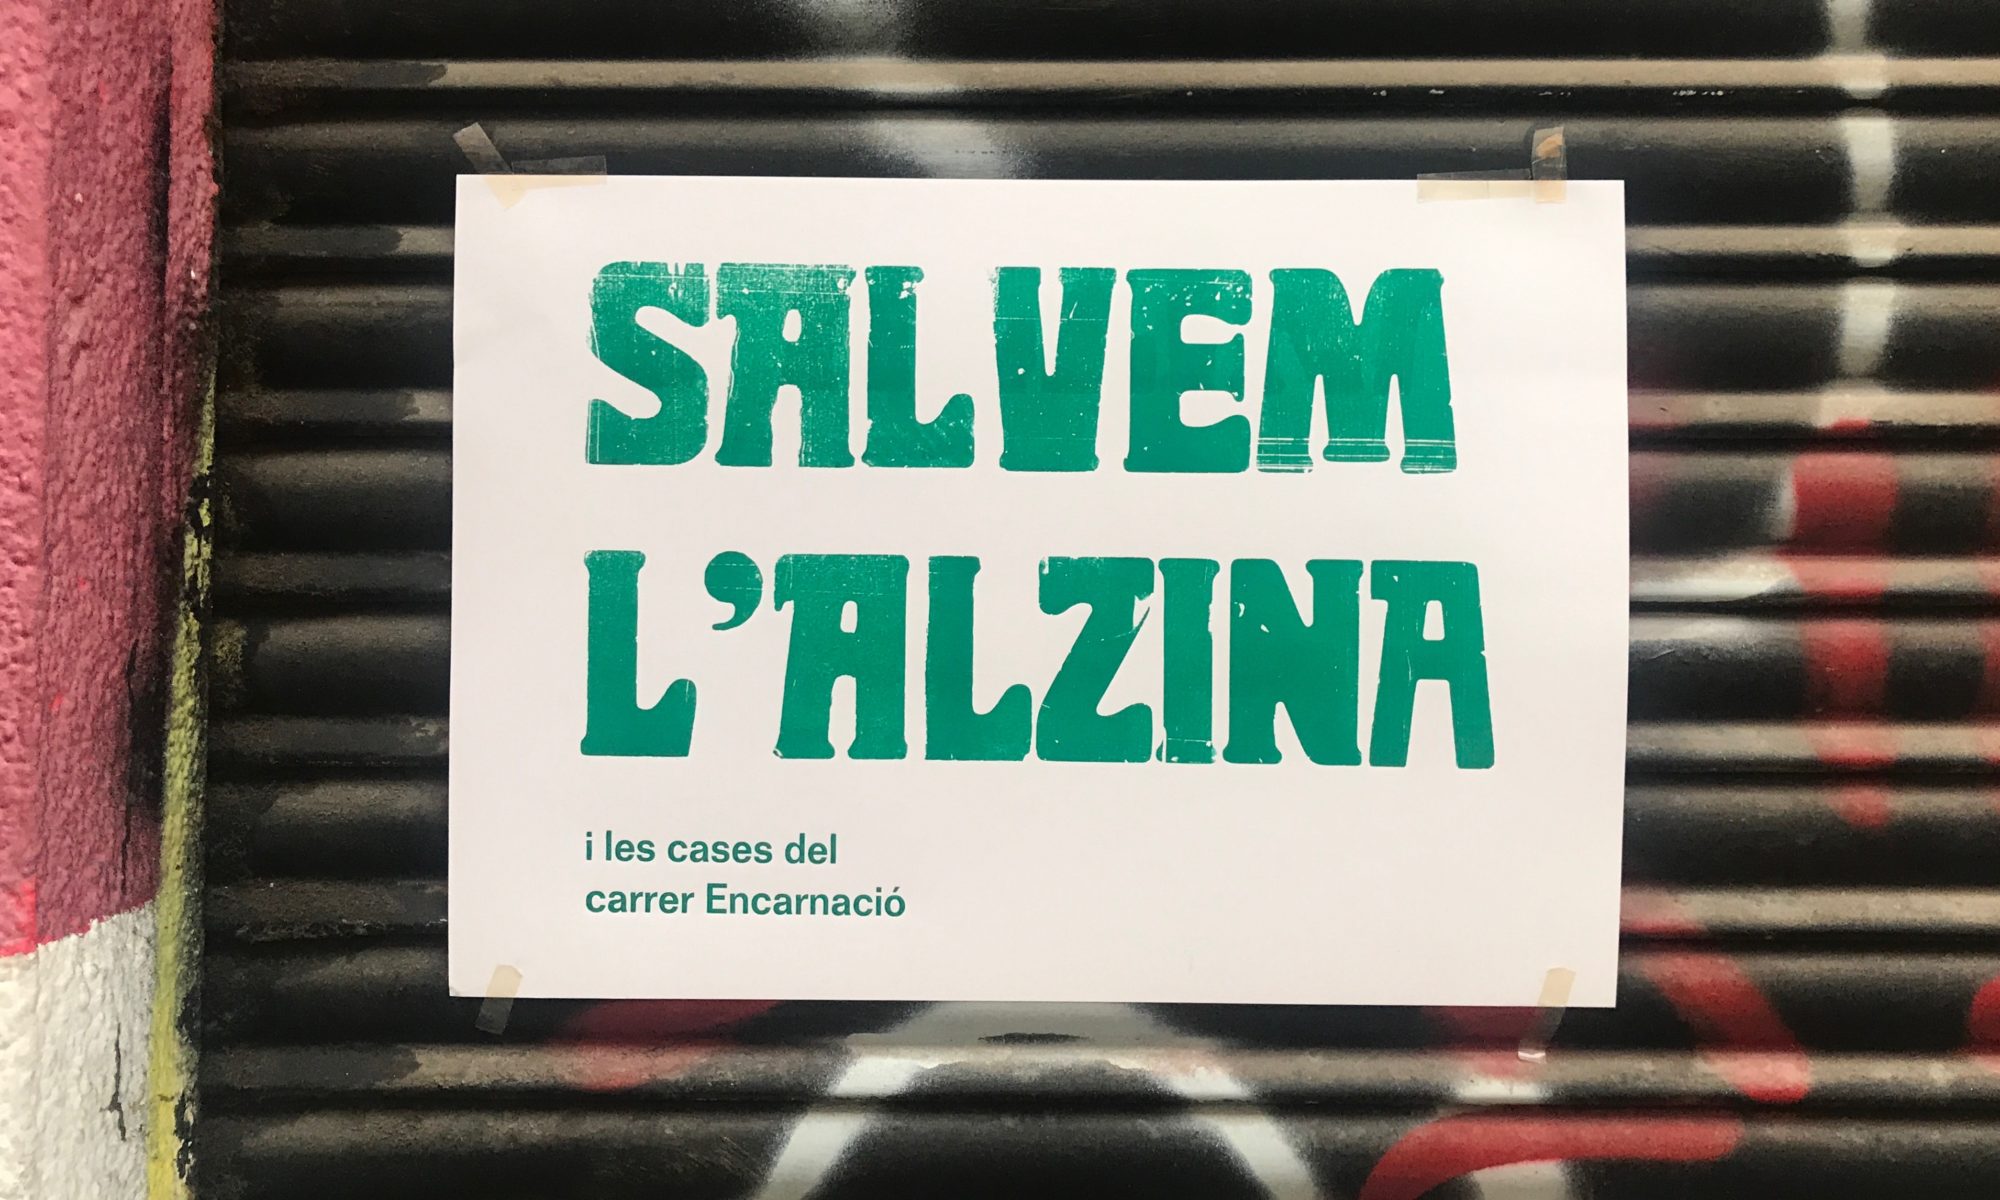 SALVEM
L’ALZINA
i les cases del
carrer Encarnació